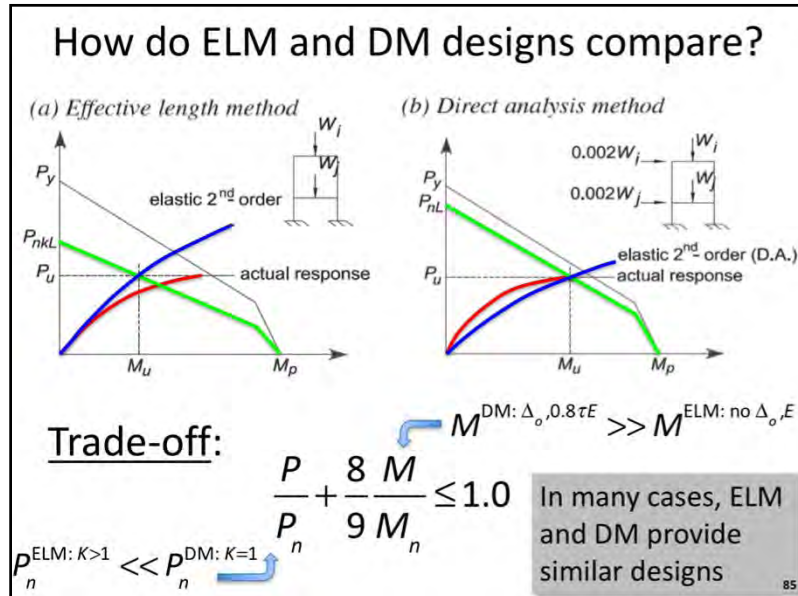 How do ELM and DM designs compare?
(a) Effective length method
W_i
W_j
P_y
elastic 2nd order
P_nkL
P_u
actual response
M_u
M_p
(b) Direct analysis method
W_i
0.002W_i
W_j
0.002W_j
P_y
P_nL
elastic 2nd-order (D.A.)
P_u
actual response
M_u
M_p
M^DM: Δ_o,0.8τE >> M^ELM: no Δ_o,E
Trade-off:
P/P_n + 8/9 M/M_n ≤ 1.0
P_n^ELM: K>1 << P_n^DM: K=1
In many cases, ELM
and DM provide
similar designs
85